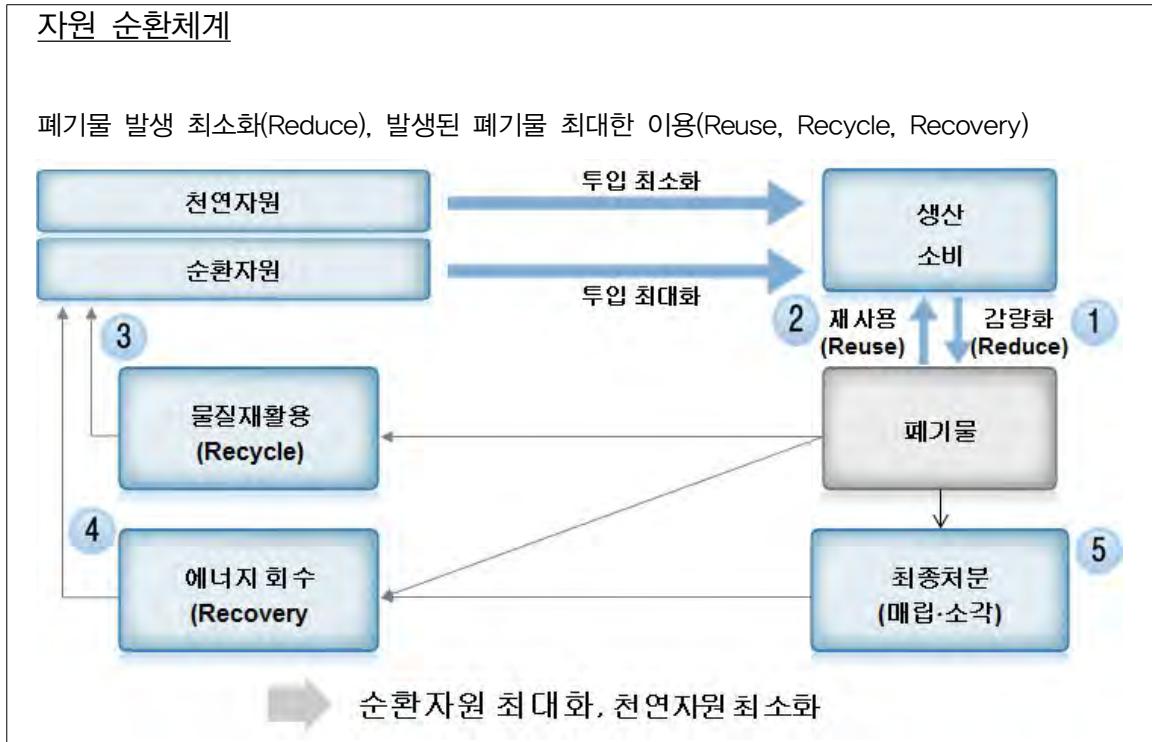 자원 순환체계
폐기물 발생 최소화(Reduce), 발생된 폐기물 최대한 이용(Reuse, Recycle, Recovery)
천연자원
투입 최소화
생산
소비
순환자원
투입 최대화
2 재사용
(Reuse)
감량화 1
(Reduce)
3
물질재활용
(Recycle)
폐기물
4
에너지 회수
(Recovery
5
최종처분
(매립·소각)
순환자원 최대화, 천연자원 최소화